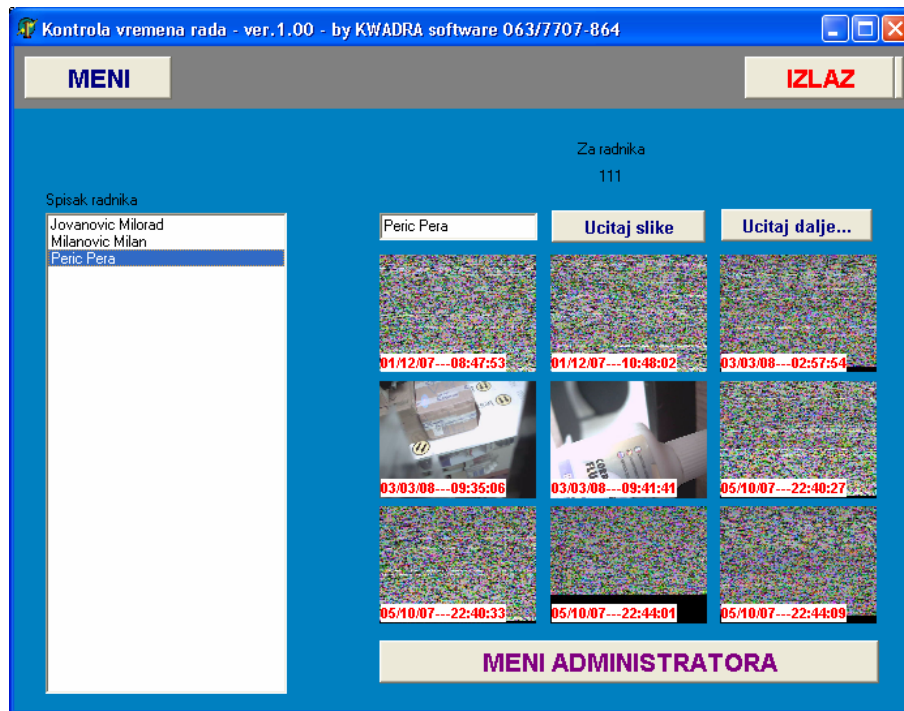 Kontrola vremena rada - ver.1.00 - by KWADRA software 063/7707-864
MENI
IZLAZ
Za radnika
111
Spisak radnika
Jovanovic Milorad
Milanovic Milan
Peric Pera
Peric Pera
Ucitaj slike
Ucitaj dalje...
01/12/07---08:47:53
01/12/07---10:48:02
03/03/08---02:57:54
03/03/08---09:35:06
03/03/08---09:41:41
05/10/07---22:40:27
05/10/07---22:40:33
05/10/07---22:44:01
05/10/07---22:44:09
MENI ADMINISTRATORA